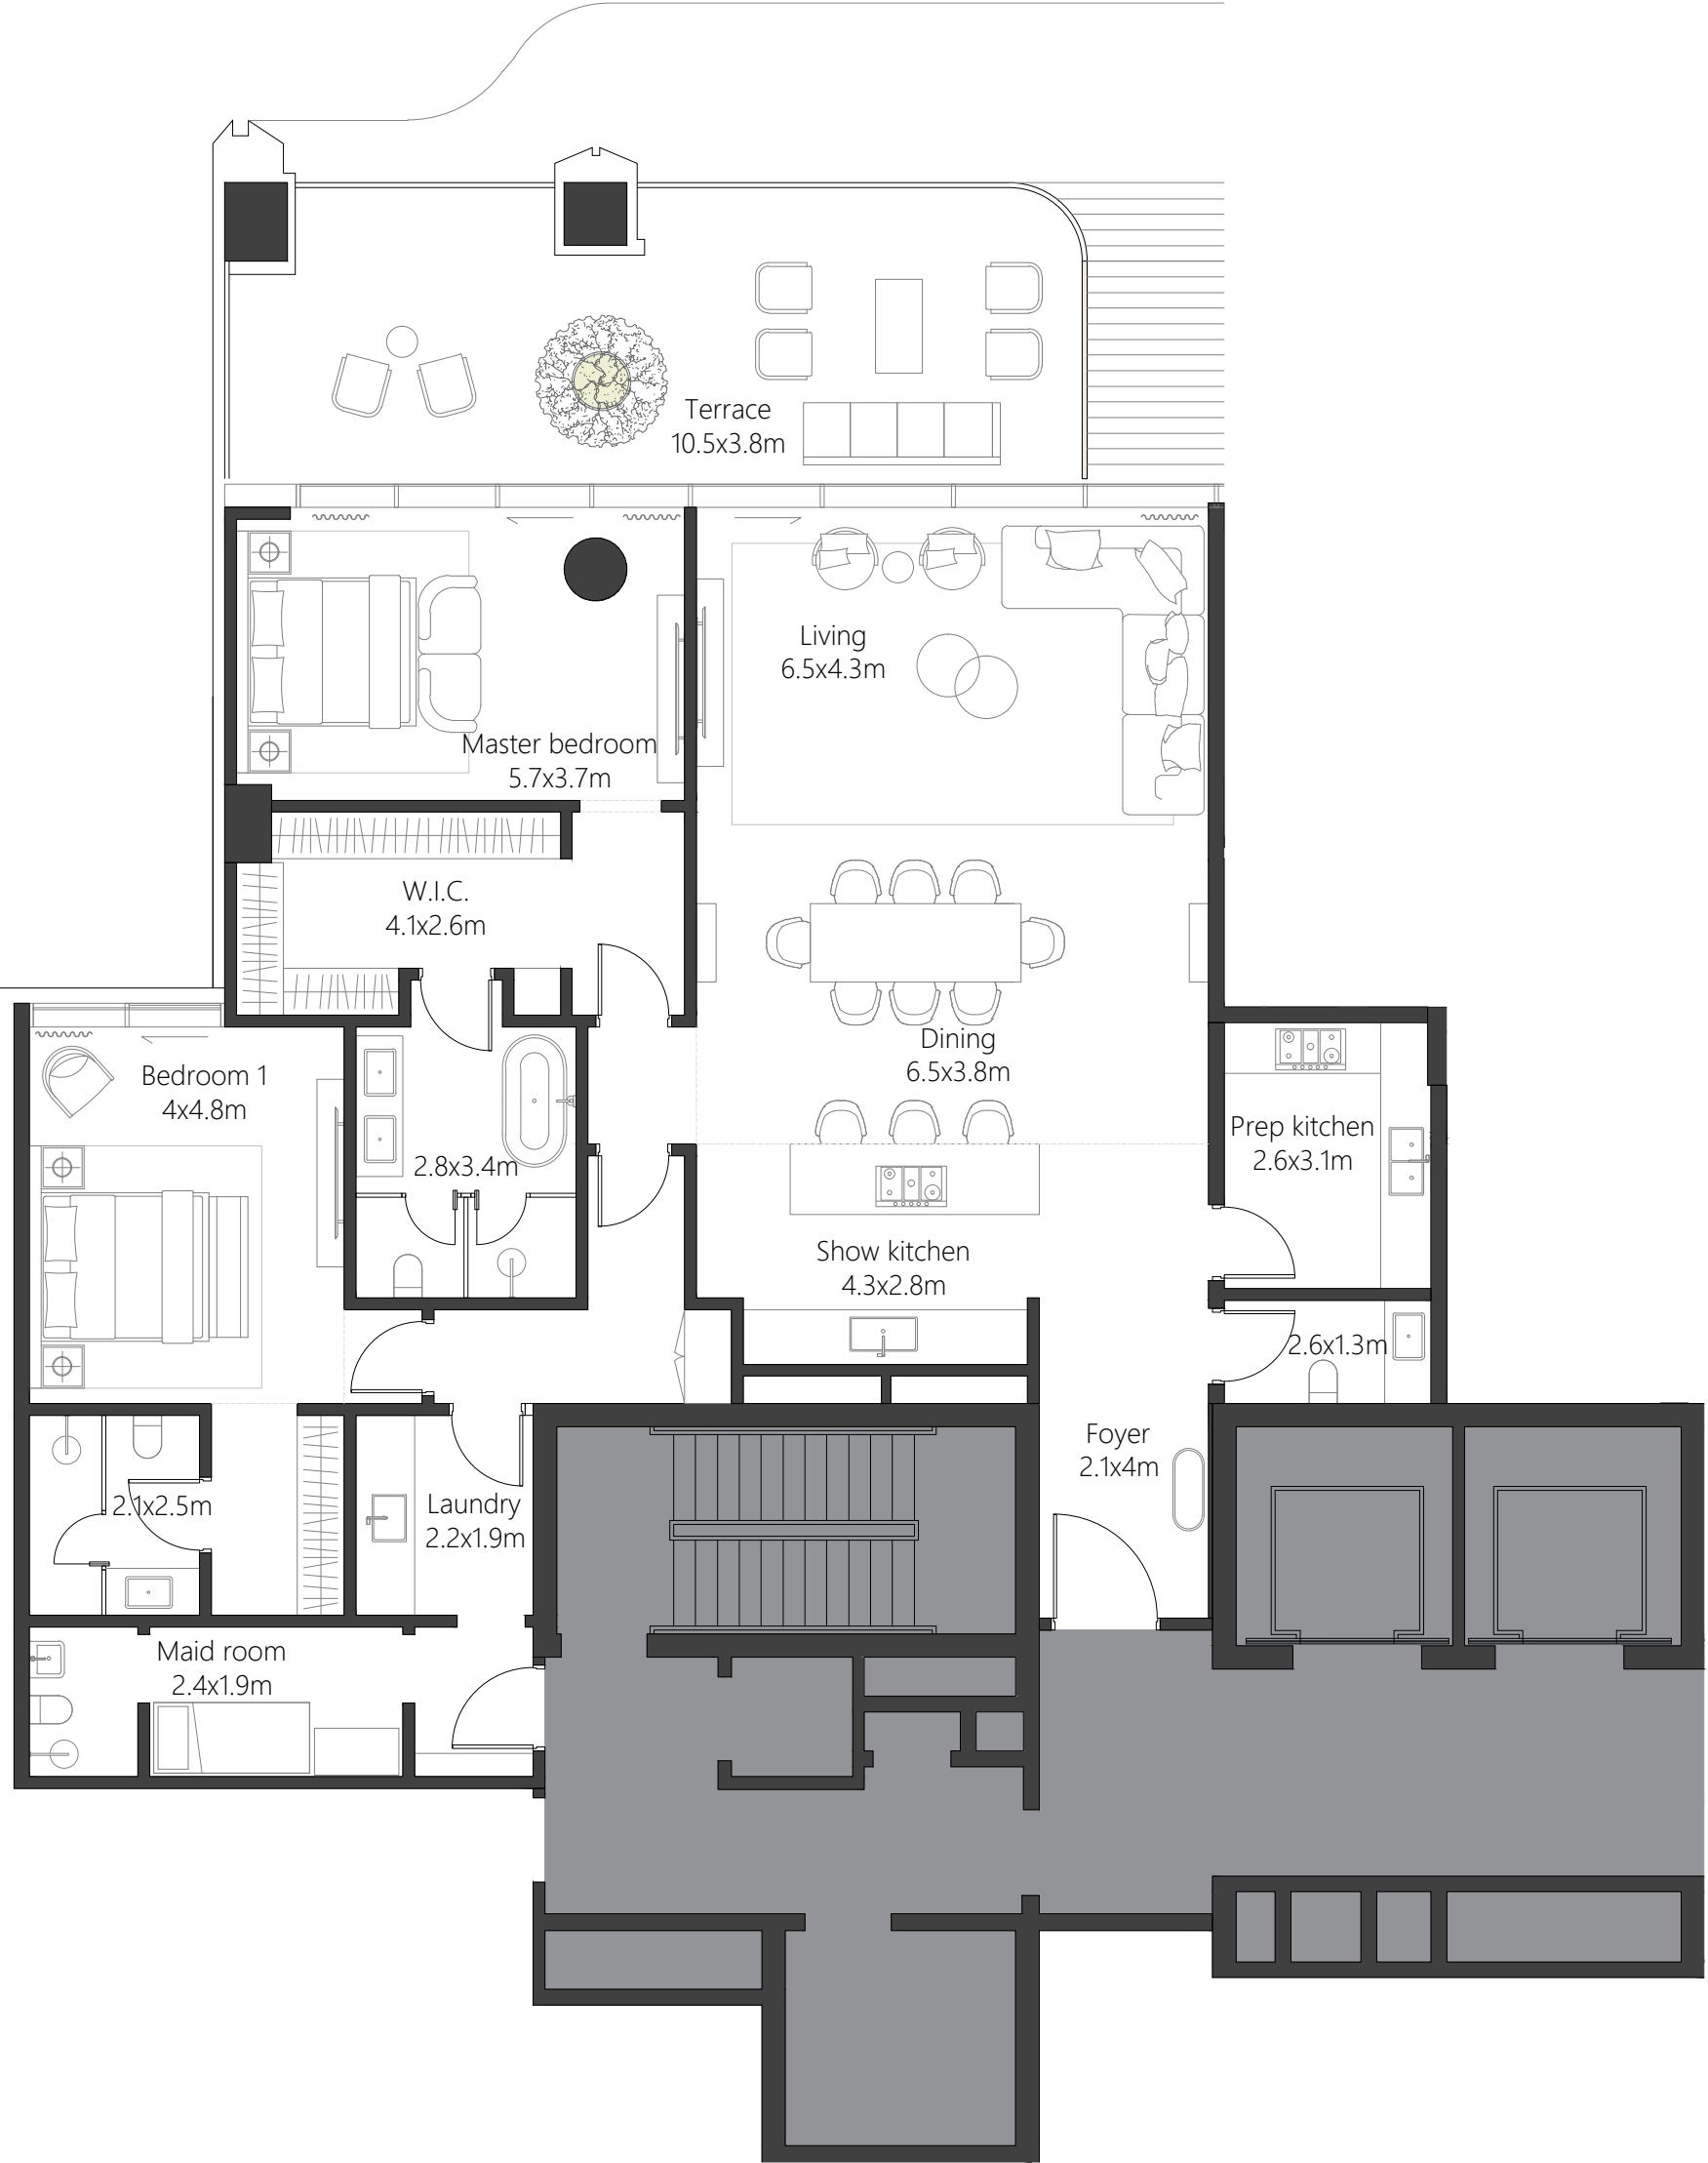 Terrace
10.5x3.8m
Living
6.5x4.3m
Master bedroom
5.7x3.7m
W.I.C.
4.1x2.6m
Dining
6.5x3.8m
Bedroom 1
4x4.8m
Prep kitchen
2.6x3.1m
2.8x3.4m
Show kitchen
4.3x2.8m
2.6x1.3m
Foyer
2.1x4m
2.1x2.5m
Laundry
2.2x1.9m
Maid room
2.4x1.9m